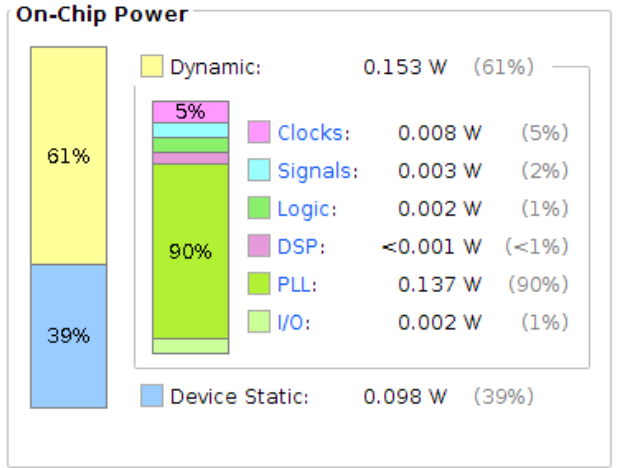 On-Chip Power
61%
39%
Dynamic: 0.153 W (61%)
5%
90%
Clocks: 0.008 W (5%)
Signals: 0.003 W (2%)
Logic: 0.002 W (1%)
DSP: <0.001 W (<1%)
PLL: 0.137 W (90%)
I/O: 0.002 W (1%)
Device Static: 0.098 W (39%)